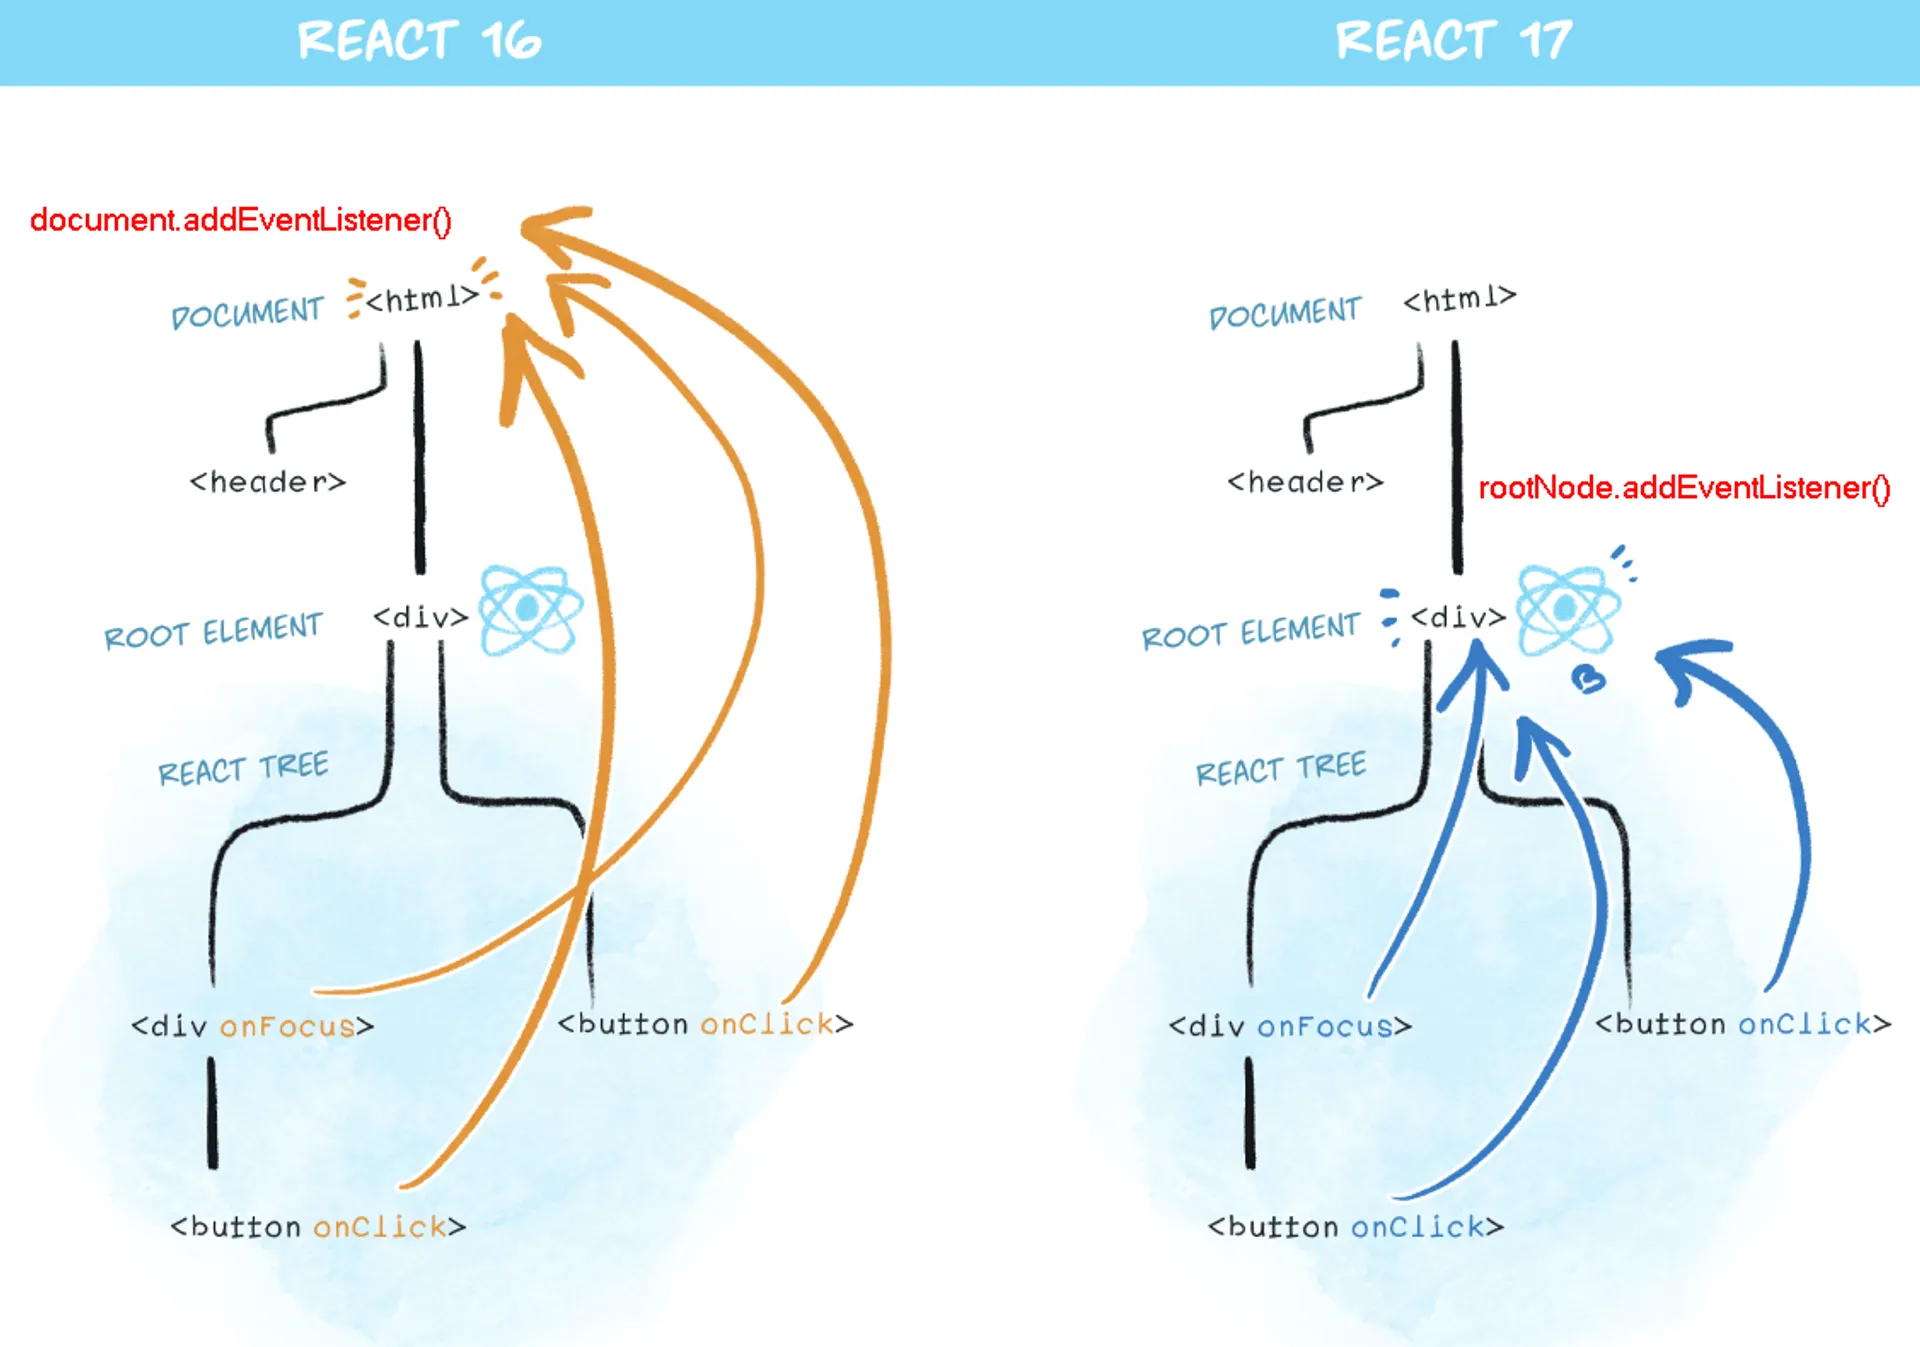 REACT 16
document.addEventListener()
DOCUMENT <html>
<header>
ROOT ELEMENT <div>
REACT TREE
<div onFocus>
<button onClick>
<button onClick>
REACT 17
DOCUMENT <html>
<header>
rootNode.addEventListener()
ROOT ELEMENT <div>
REACT TREE
<div onFocus>
<button onClick>
<button onClick>